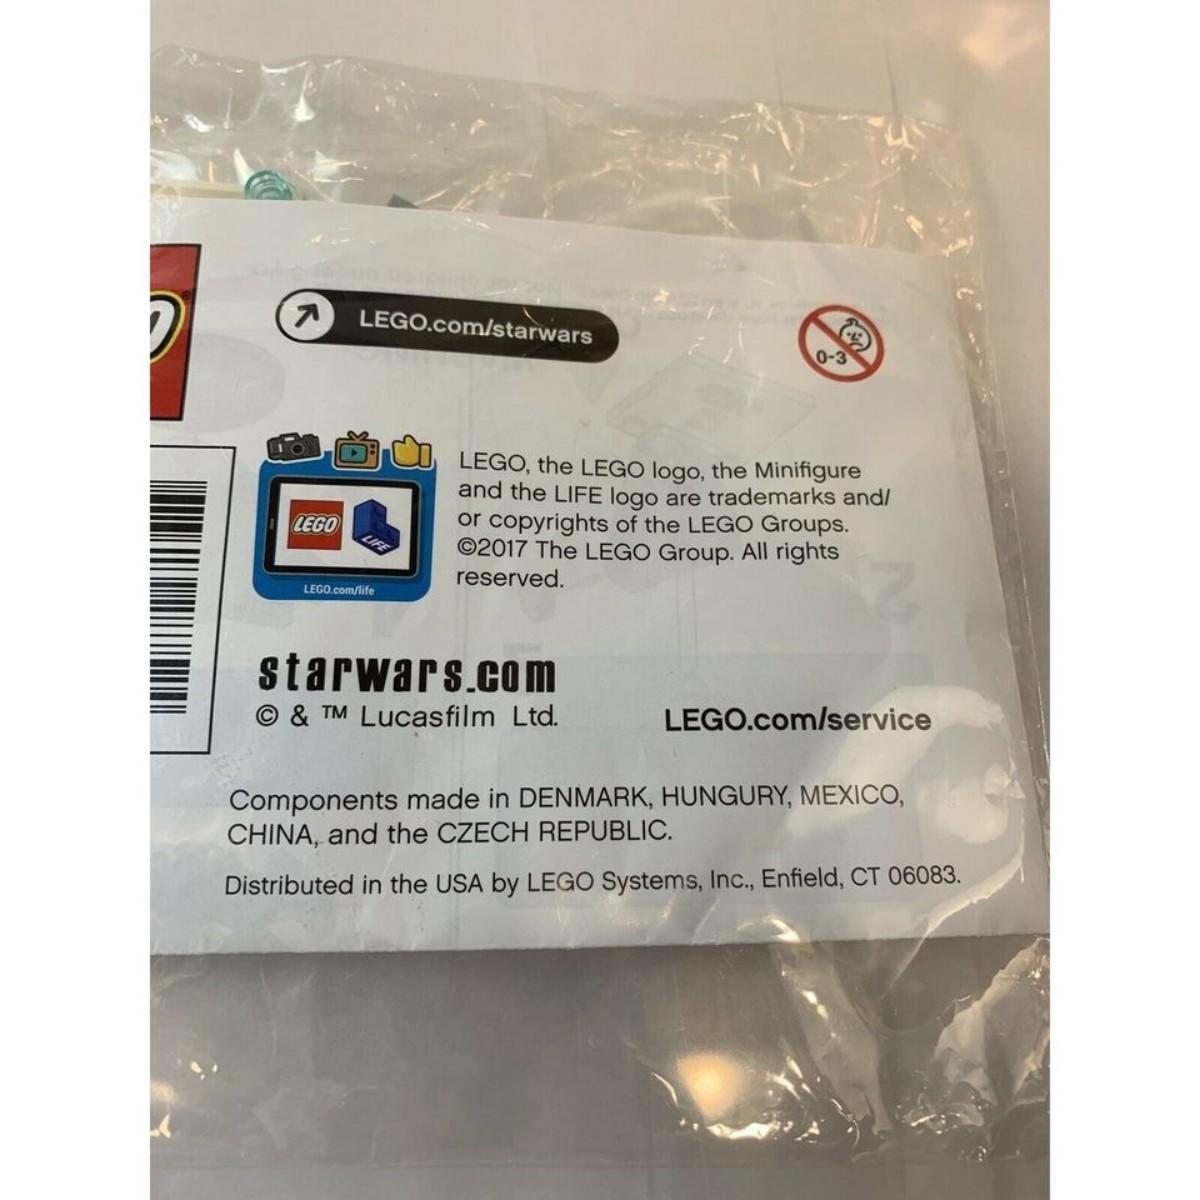 LEGO.com/starwars
0-3
LEGO, the LEGO logo, the Minifigure
and the LIFE logo are trademarks and/
or copyrights of the LEGO Groups.
©2017 The LEGO Group. All rights
reserved.
LEGO
LIFE
LEGO.com/life
starwars.com
© & ™ Lucasfilm Ltd.
LEGO.com/service
Components made in DENMARK, HUNGURY, MEXICO,
CHINA, and the CZECH REPUBLIC.
Distributed in the USA by LEGO Systems, Inc., Enfield, CT 06083.